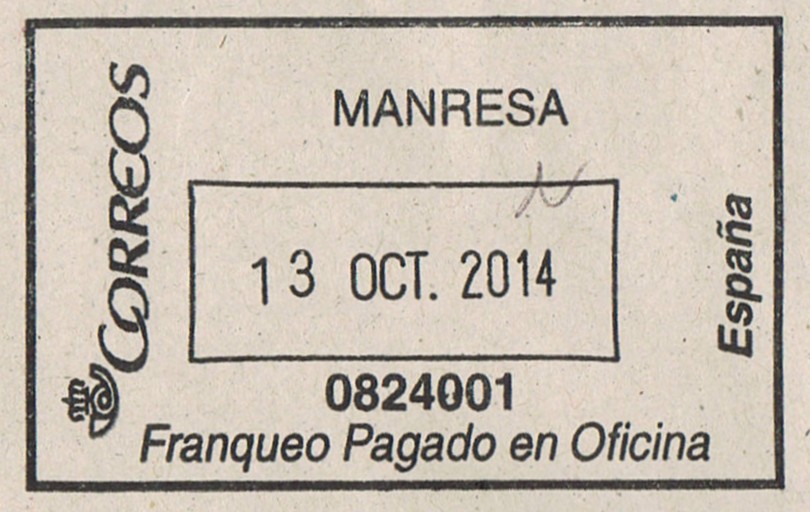 CORREOS
MANRESA
13 OCT. 2014
España
0824001
Franqueo Pagado en Oficina